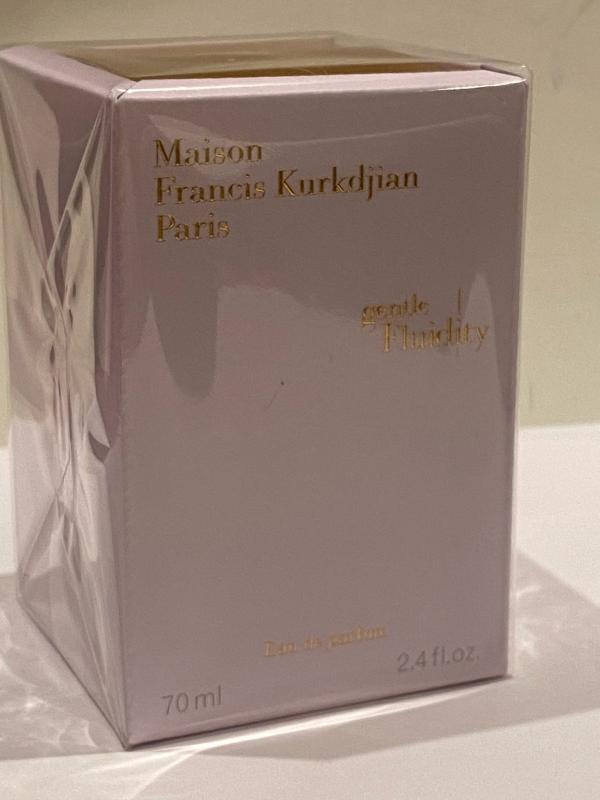 Maison
Francis Kurkdjian
Paris
gentle
Fluidity
Eau de parfum
70 ml
2.4 fl.oz.